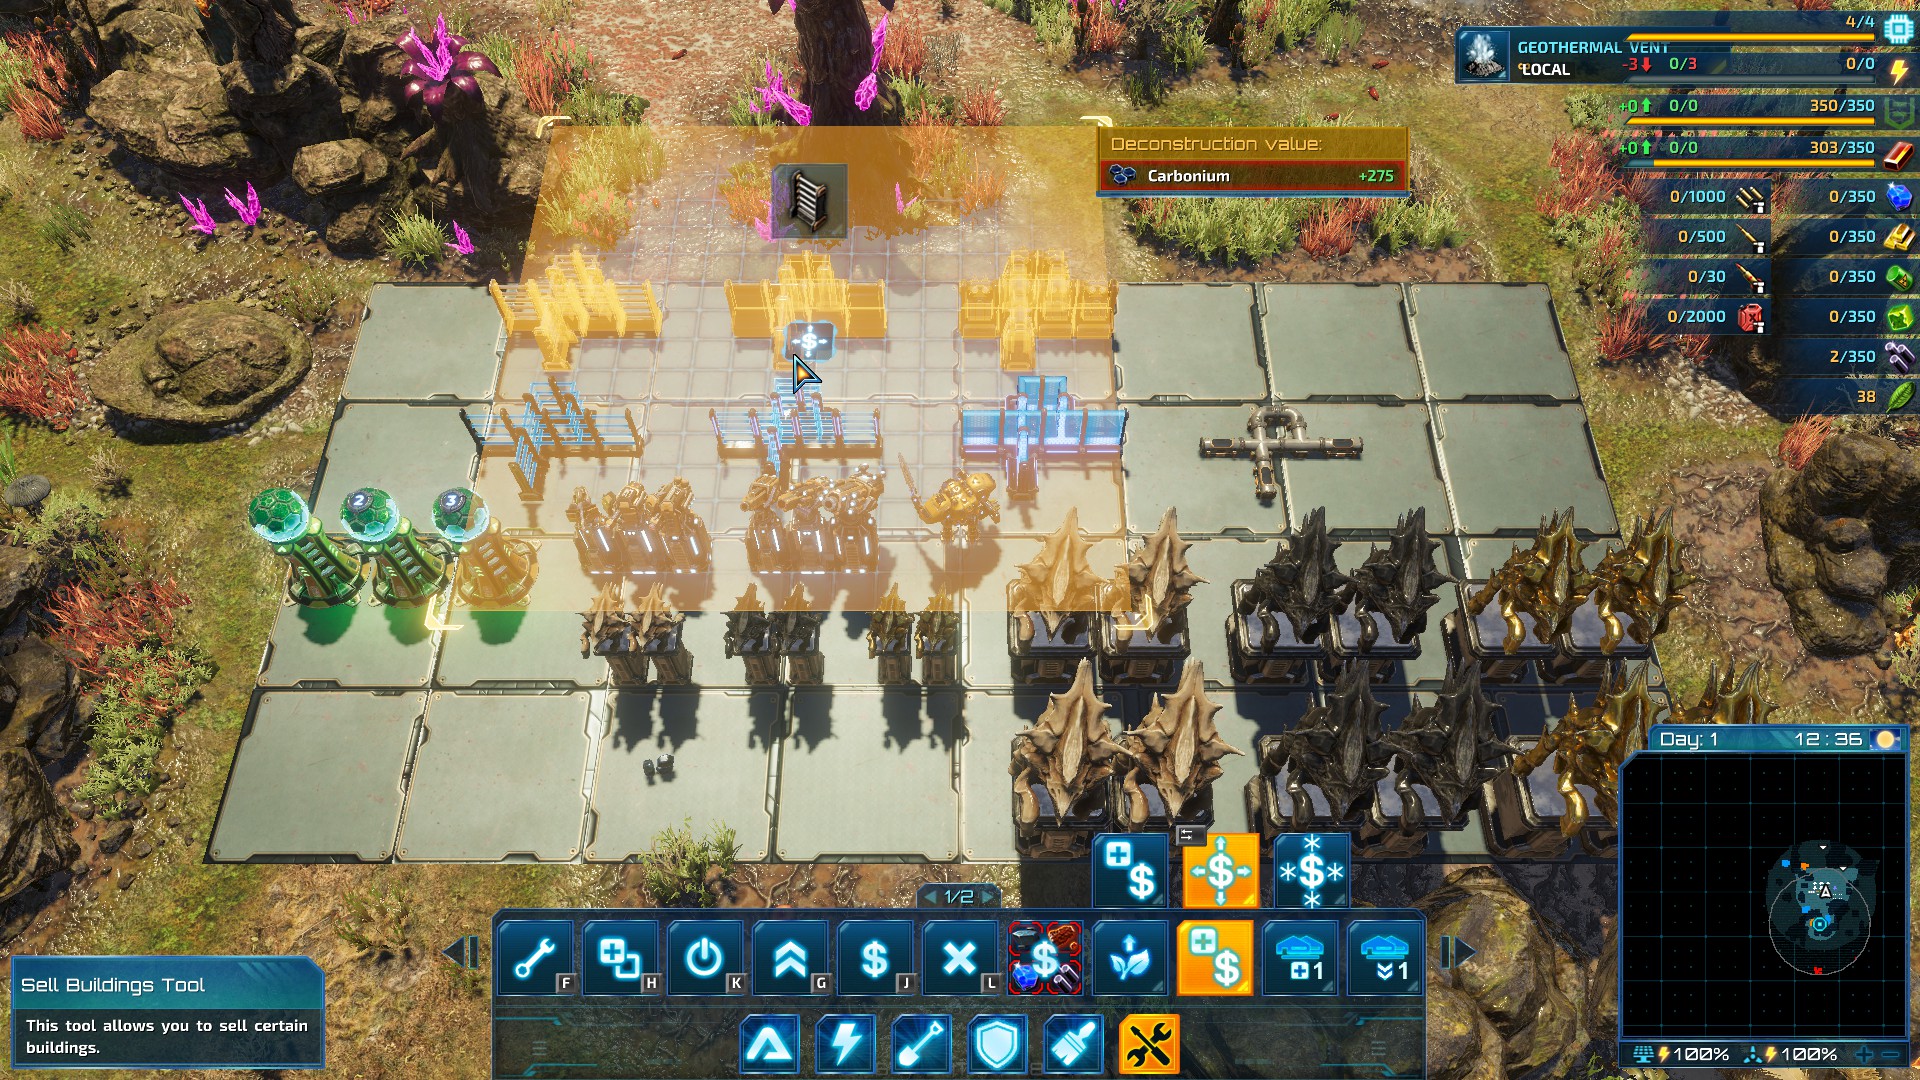 4/4
GEOTHERMAL VENT
LOCAL
-3 0/3
0/0
+0 0/0
350/350
+0 0/0
303/350
0/1000
0/350
0/500
0/350
0/30
0/350
0/2000
0/350
2/350
38
Deconstruction value:
Carbonium +275
2
3
Day: 1 12:36
1/2
F
H
K
G
J
L
1
1
Sell Buildings Tool
This tool allows you to sell certain
buildings.
100% 100%